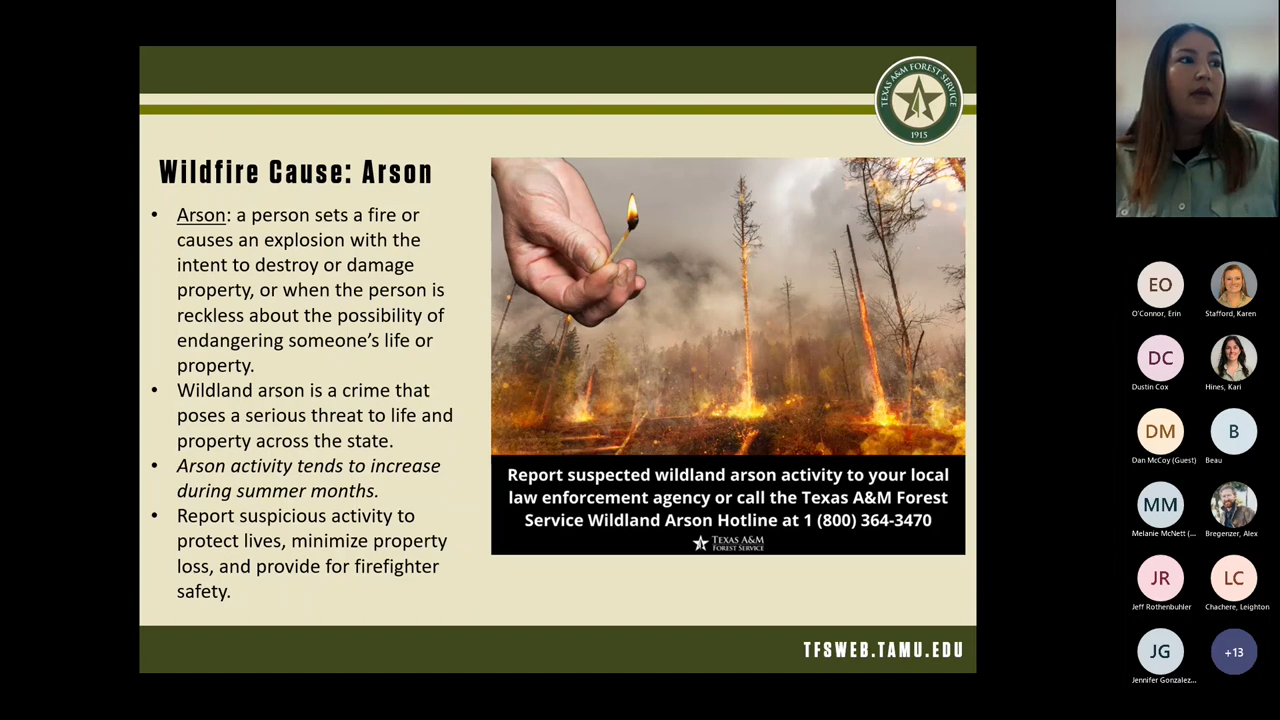 TEXAS A&M FOREST SERVICE
1915
Wildfire Cause: Arson
• Arson: a person sets a fire or
causes an explosion with the
intent to destroy or damage
property, or when the person is
reckless about the possibility of
endangering someone’s life or
property.
• Wildland arson is a crime that
poses a serious threat to life and
property across the state.
• Arson activity tends to increase
during summer months.
• Report suspicious activity to
protect lives, minimize property
loss, and provide for firefighter
safety.
Report suspected wildland arson activity to your local
law enforcement agency or call the Texas A&M Forest
Service Wildland Arson Hotline at 1 (800) 364-3470
TEXAS A&M
FOREST SERVICE
TFSWEB.TAMU.EDU
EO
O'Connor, Erin
Stafford, Karen
DC
Dustin Cox
Hines, Kari
DM
Dan McCoy (Guest)
B
Beau
MM
Melanie McNett (...
Bregenzer, Alex
JR
Jeff Rothenbuhler
LC
Chachere, Leighton
JG
Jennifer Gonzalez...
+13